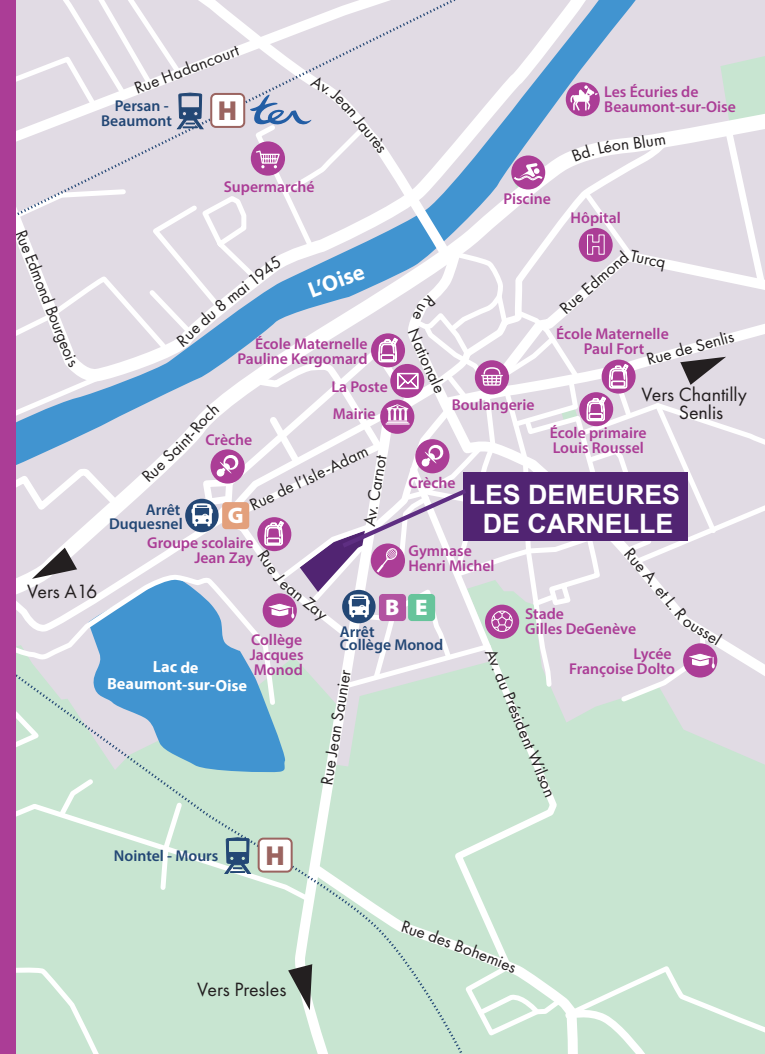 Rue Hadancourt
Persan -
Beaumont
H
ter
Av. Jean Jaurès
Les Écuries de
Beaumont-sur-Oise
Supermarché
Bd. Léon Blum
Piscine
Hôpital
H
Rue Edmond Bourgeois
Rue du 8 mai 1945
L'Oise
Rue Edmond Turcq
Rue Nationale
École Maternelle
Pauline Kergomard
La Poste
Mairie
Boulangerie
École Maternelle
Paul Fort
Rue de Senlis
Vers Chantilly
Senlis
École primaire
Louis Roussel
Rue Saint-Roch
Crèche
Rue de l'Isle-Adam
Av. Carnot
Crèche
LES DEMEURES
DE CARNELLE
Arrêt
Duquesnel
G
Groupe scolaire
Jean Zay
Gymnase
Henri Michel
Rue Jean Zay
Vers A16
B
E
Arrêt
Collège Monod
Collège
Jacques
Monod
Stade
Gilles DeGenève
Rue A. et L. Roussel
Lycée
Françoise Dolto
Lac de
Beaumont-sur-Oise
Rue Jean Saunier
Av. du Président Wilson
Nointel - Mours
H
Rue des Bohemies
Vers Presles